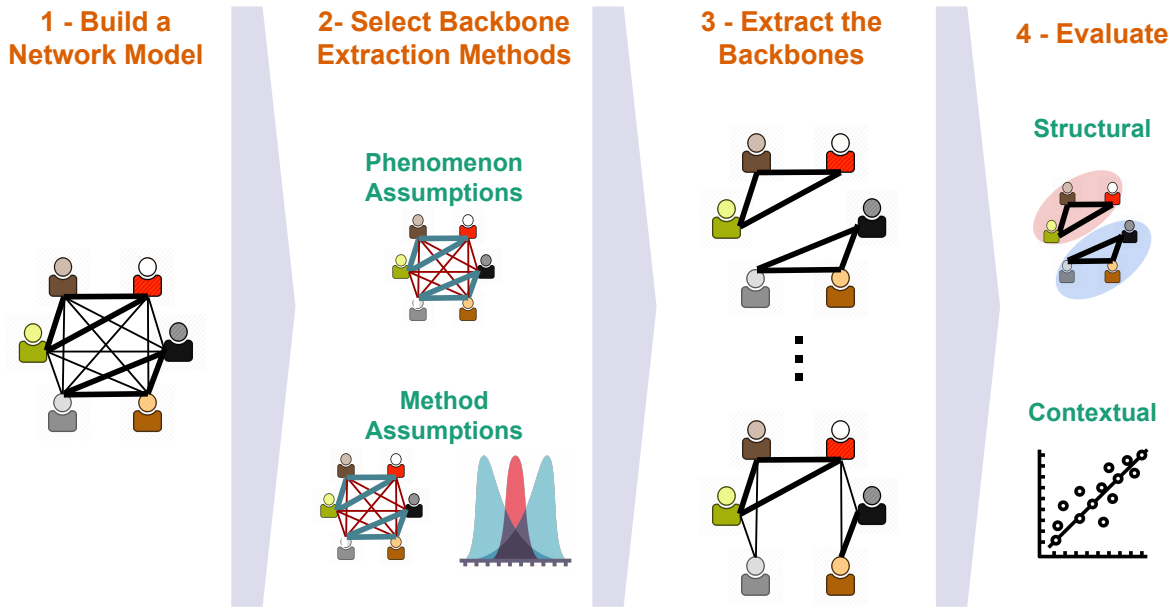 1 - Build a
Network Model
2- Select Backbone
Extraction Methods
Phenomenon
Assumptions
Method
Assumptions
3 - Extract the
Backbones
4 - Evaluate
Structural
Contextual